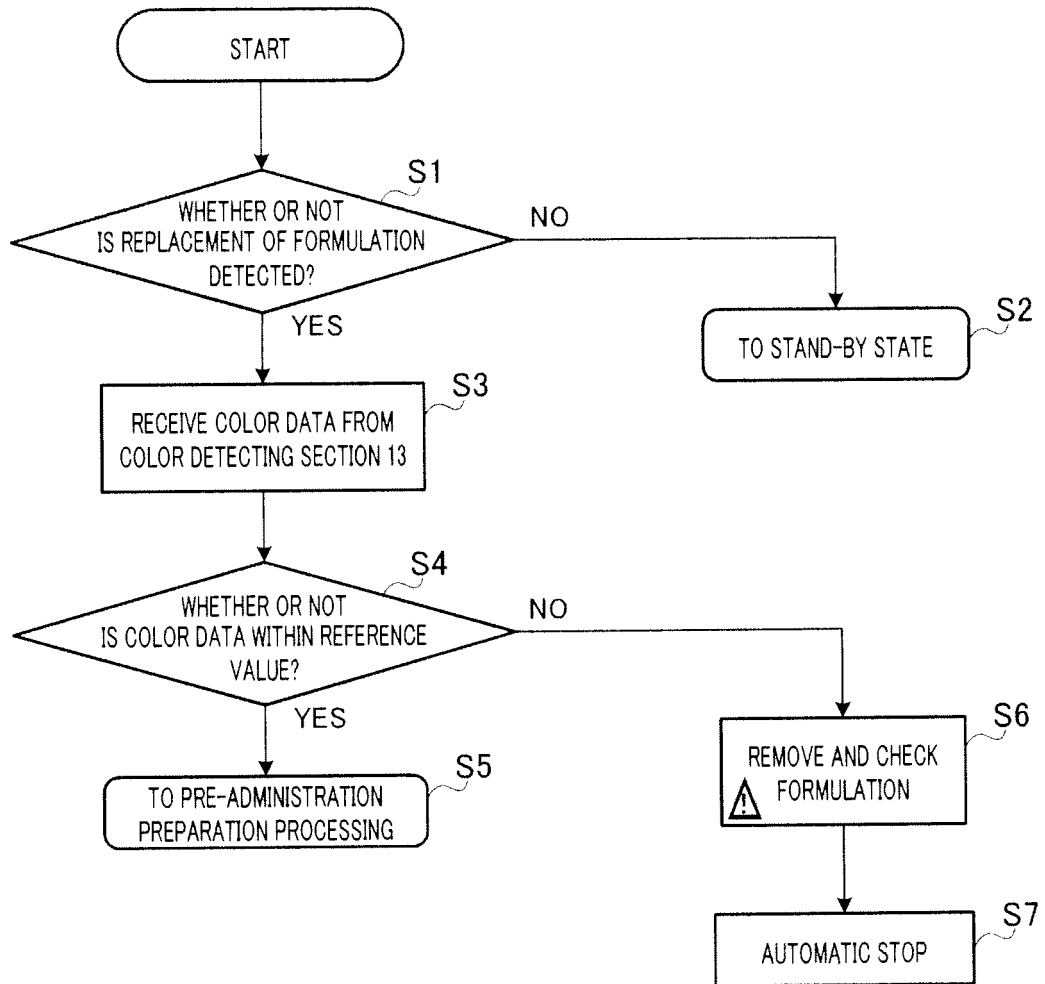 START
S1
WHETHER OR NOT
IS REPLACEMENT OF FORMULATION
DETECTED?
NO
YES
S2
TO STAND-BY STATE
S3
RECEIVE COLOR DATA FROM
COLOR DETECTING SECTION 13
S4
WHETHER OR NOT
IS COLOR DATA WITHIN REFERENCE
VALUE?
NO
YES
S5
TO PRE-ADMINISTRATION
PREPARATION PROCESSING
S6
REMOVE AND CHECK
FORMULATION
!
S7
AUTOMATIC STOP